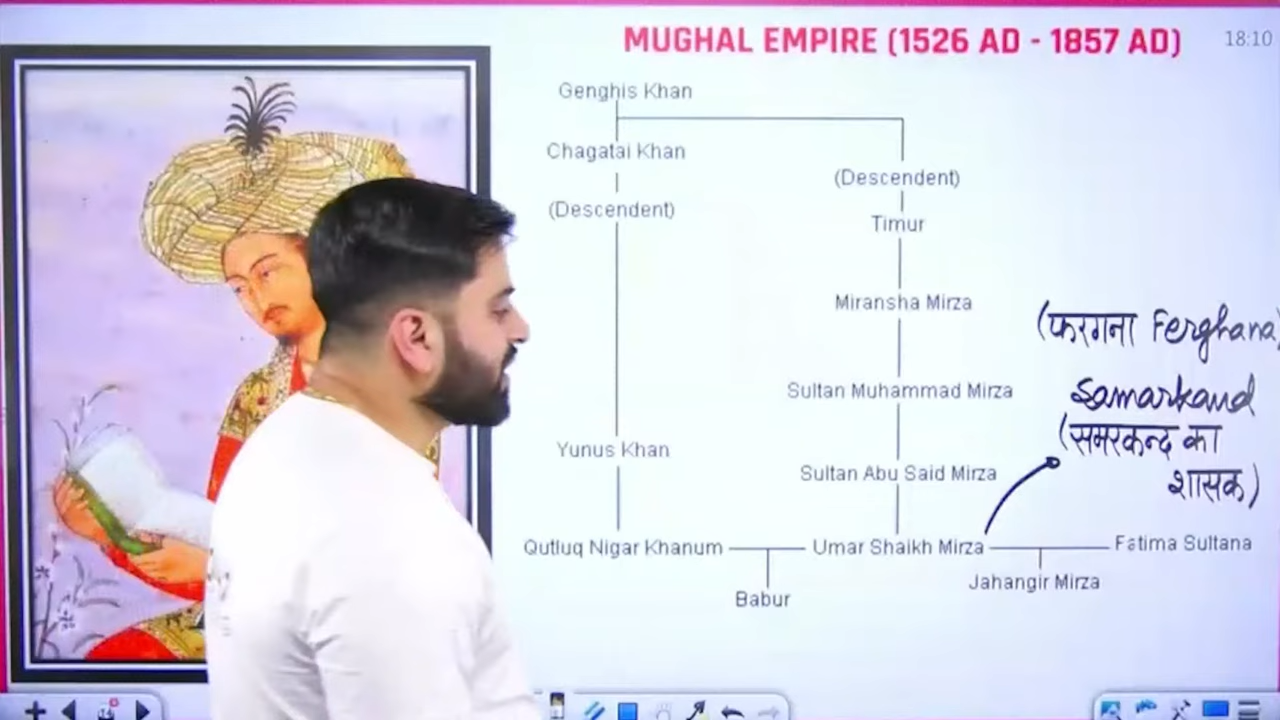 MUGHAL EMPIRE (1526 AD - 1857 AD)
18:10
Genghis Khan
Chagatai Khan
(Descendent)
(Descendent)
Timur
Miransha Mirza
(फरगना Ferghana)
Sultan Muhammad Mirza
Samarkand
(समरकन्द का
शासक)
Yunus Khan
Sultan Abu Said Mirza
Qutluq Nigar Khanum
Umar Shaikh Mirza
Fatima Sultana
Jahangir Mirza
Babur